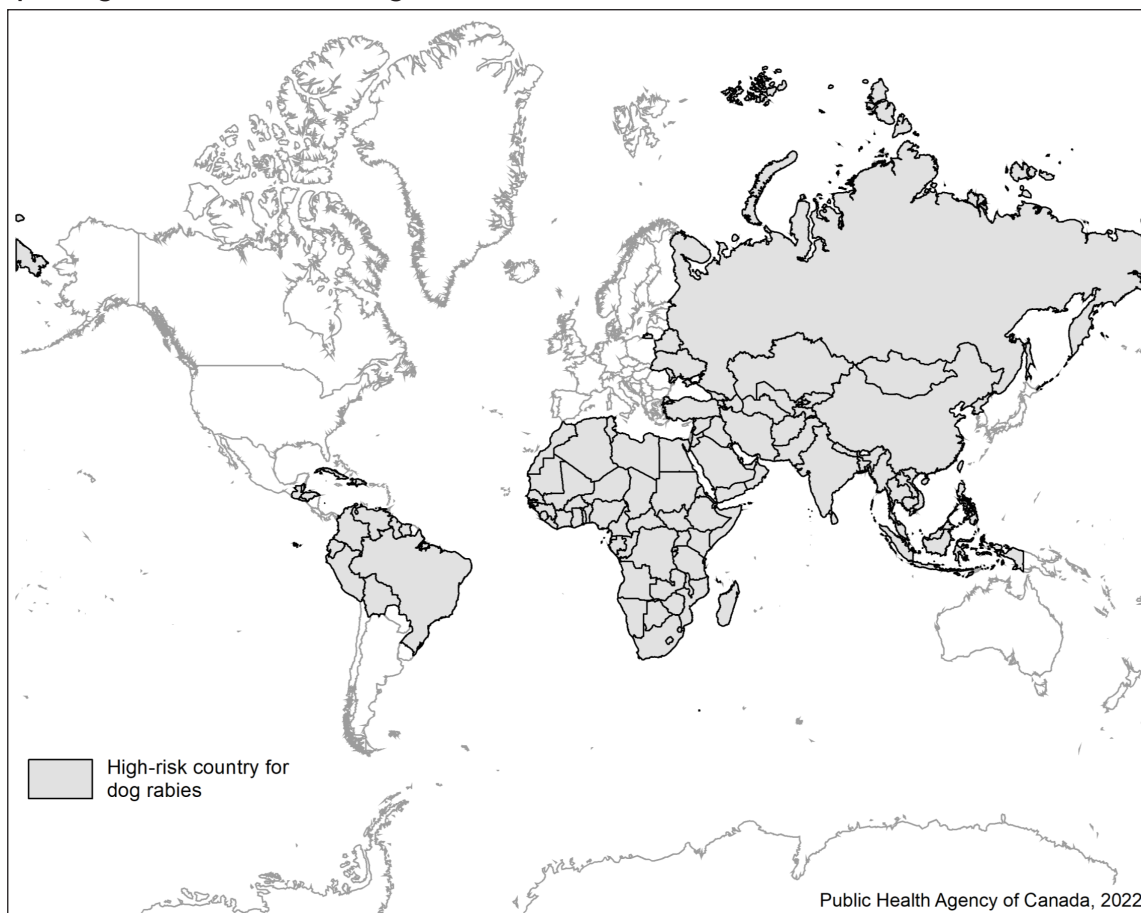 High-risk country for
dog rabies
Public Health Agency of Canada, 2022